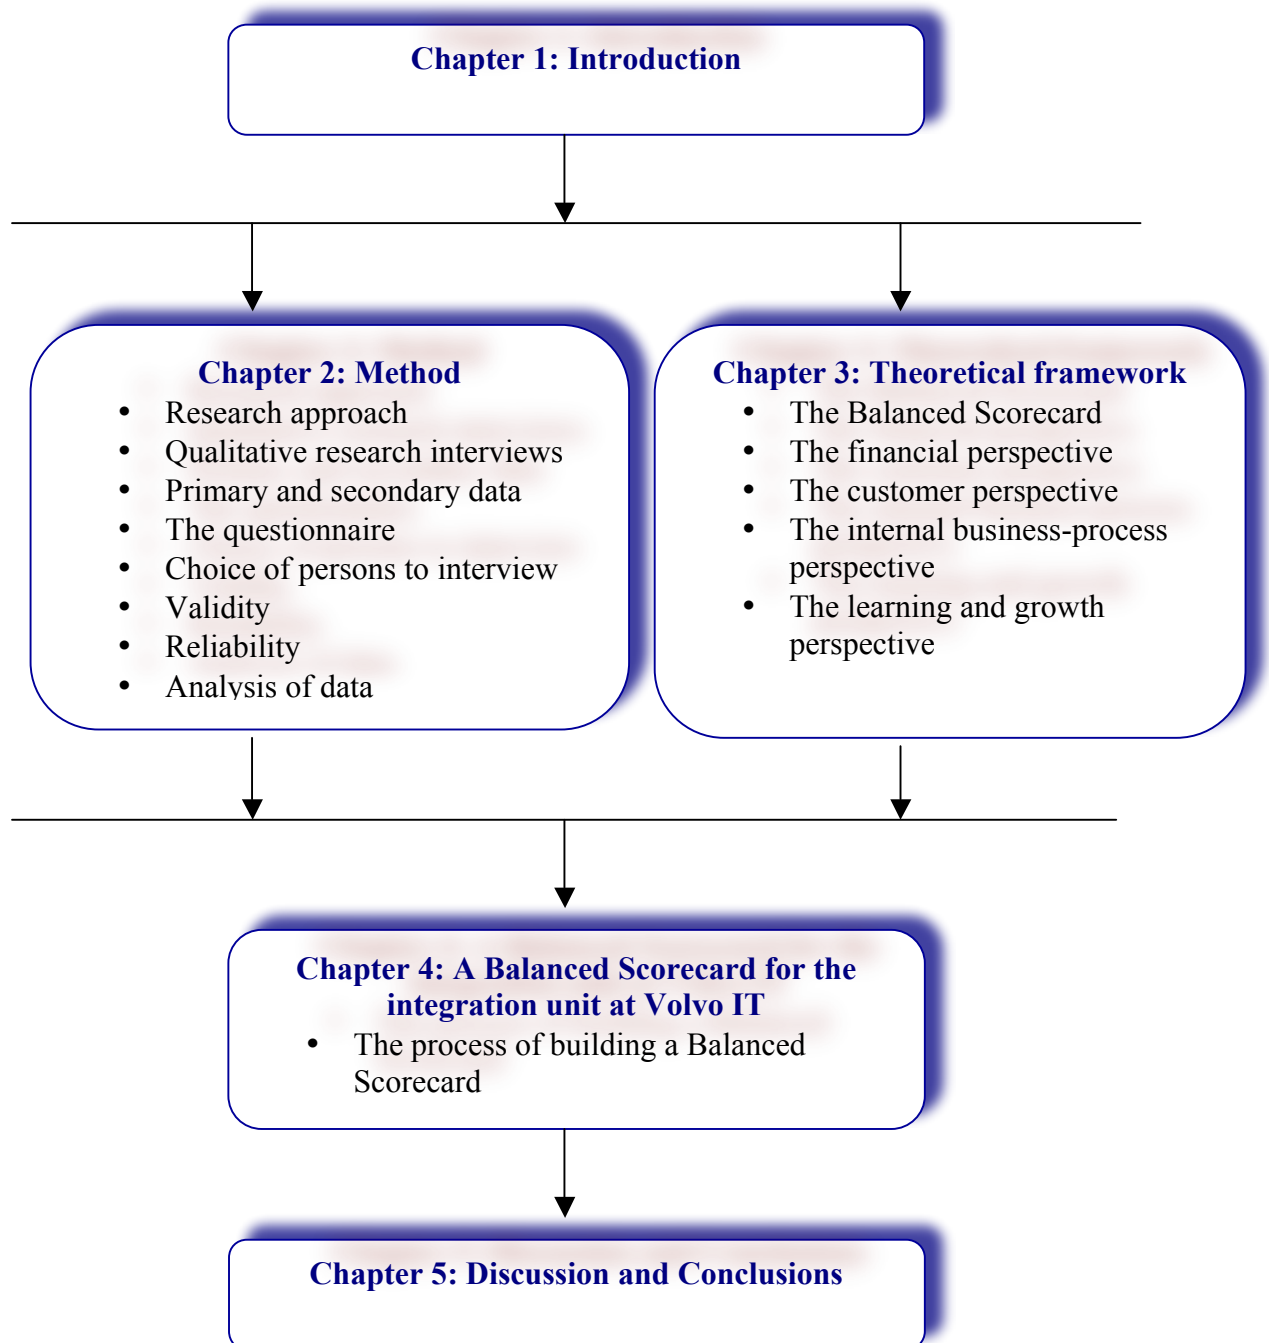 Chapter 1: Introduction
Chapter 2: Method
• Research approach
• Qualitative research interviews
• Primary and secondary data
• The questionnaire
• Choice of persons to interview
• Validity
• Reliability
• Analysis of data
Chapter 3: Theoretical framework
• The Balanced Scorecard
• The financial perspective
• The customer perspective
• The internal business-process
perspective
• The learning and growth
perspective
Chapter 4: A Balanced Scorecard for the
integration unit at Volvo IT
• The process of building a Balanced
Scorecard
Chapter 5: Discussion and Conclusions